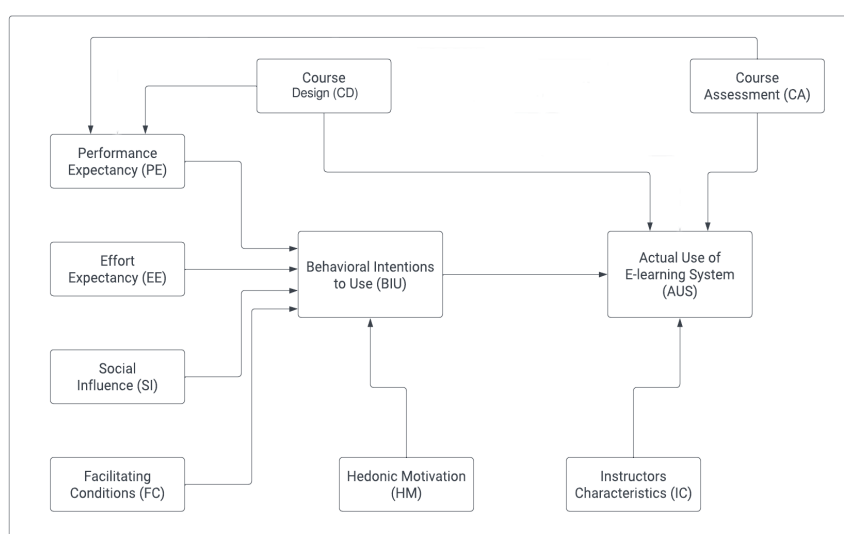 Course
Design (CD)
Course
Assessment (CA)
Performance
Expectancy (PE)
Effort
Expectancy (EE)
Behavioral Intentions
to Use (BIU)
Actual Use of
E-learning System
(AUS)
Social
Influence (SI)
Facilitating
Conditions (FC)
Hedonic Motivation
(HM)
Instructors
Characteristics (IC)